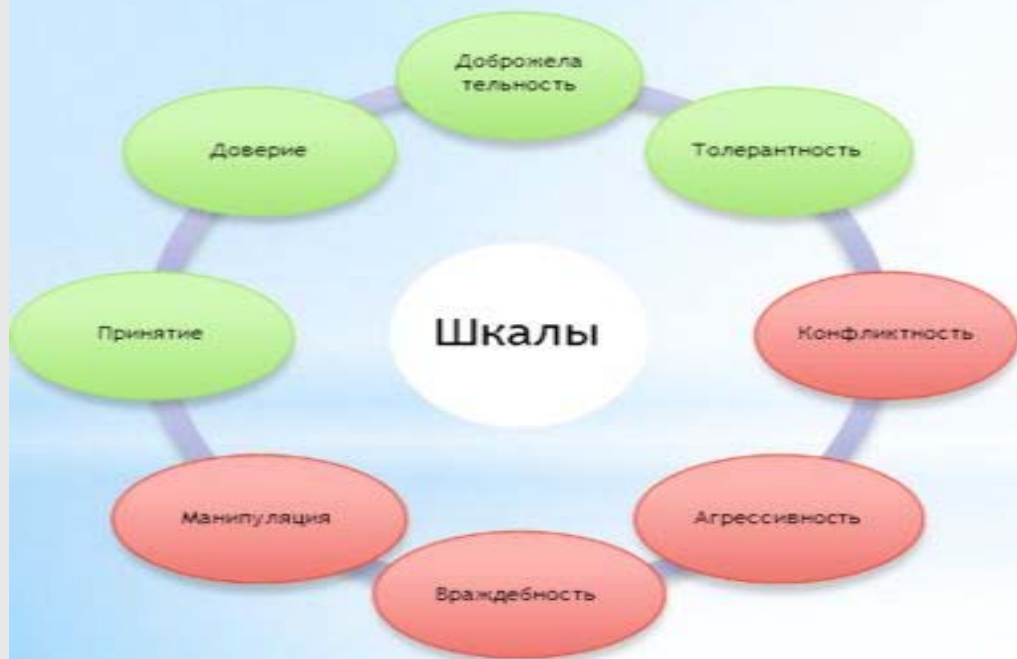 Доброжела
тельность
Доверие
Толерантность
Принятие
Шкалы
Конфликтность
Манипуляция
Агрессивность
Враждебность